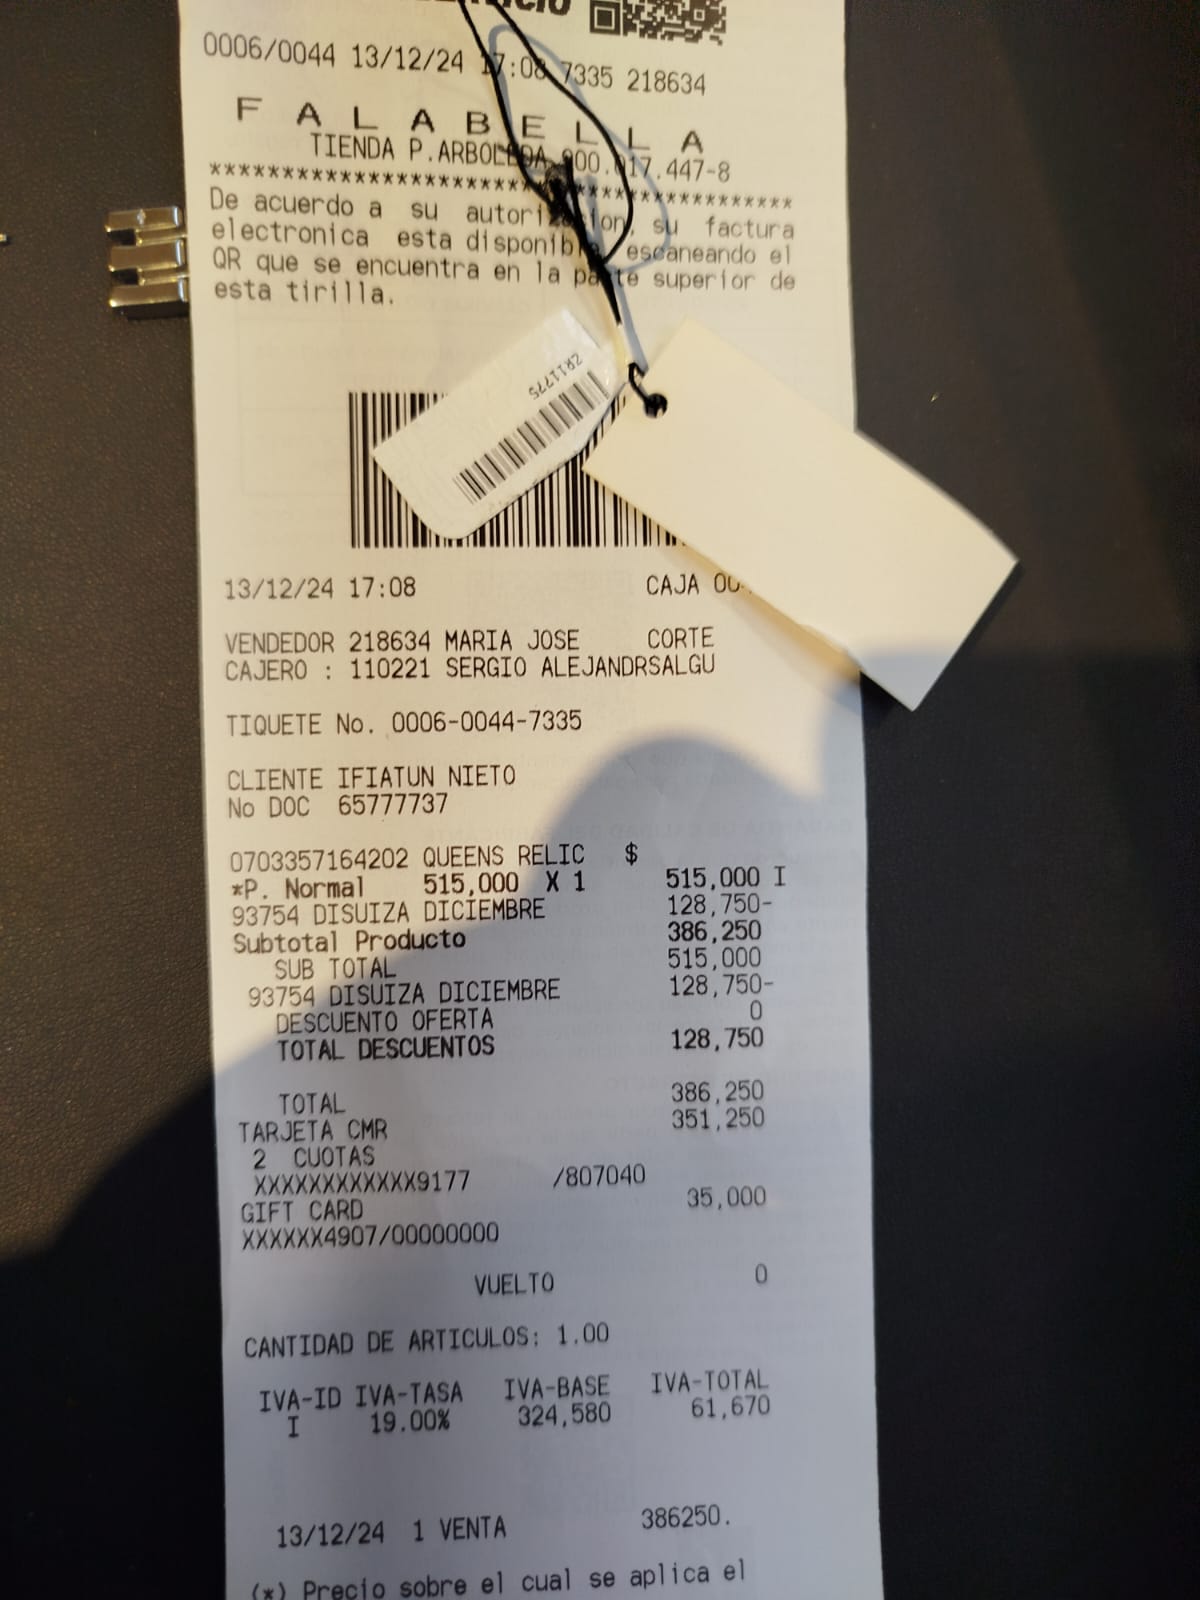 0006/0044 13/12/24 17:08 7335 218634
F A L A B E L L A
TIENDA P.ARBOLEDA 900.017.447-8
************************************************
De acuerdo a su autorizacion, su factura
electronica esta disponible escaneando el
QR que se encuentra en la parte superior de
esta tirilla.
ZR11775
13/12/24 17:08 CAJA
VENDEDOR 218634 MARIA JOSE CORTE
CAJERO : 110221 SERGIO ALEJANDRSALGU
TIQUETE No. 0006-0044-7335
CLIENTE IFIATUN NIETO
No DOC 65777737
0703357164202 QUEENS RELIC $
*P. Normal 515,000 X 1 515,000 I
93754 DISUIZA DICIEMBRE 128,750-
Subtotal Producto 386,250
SUB TOTAL 515,000
93754 DISUIZA DICIEMBRE 128,750-
DESCUENTO OFERTA 0
TOTAL DESCUENTOS 128,750
TOTAL 386,250
TARJETA CMR 351,250
2 CUOTAS
XXXXXXXXXXXX9177 /807040
GIFT CARD 35,000
XXXXXX4907/00000000
VUELTO 0
CANTIDAD DE ARTICULOS: 1.00
IVA-ID IVA-TASA IVA-BASE IVA-TOTAL
I 19.00% 324,580 61,670
13/12/24 1 VENTA 386250.
(*) Precio sobre el cual se aplica el